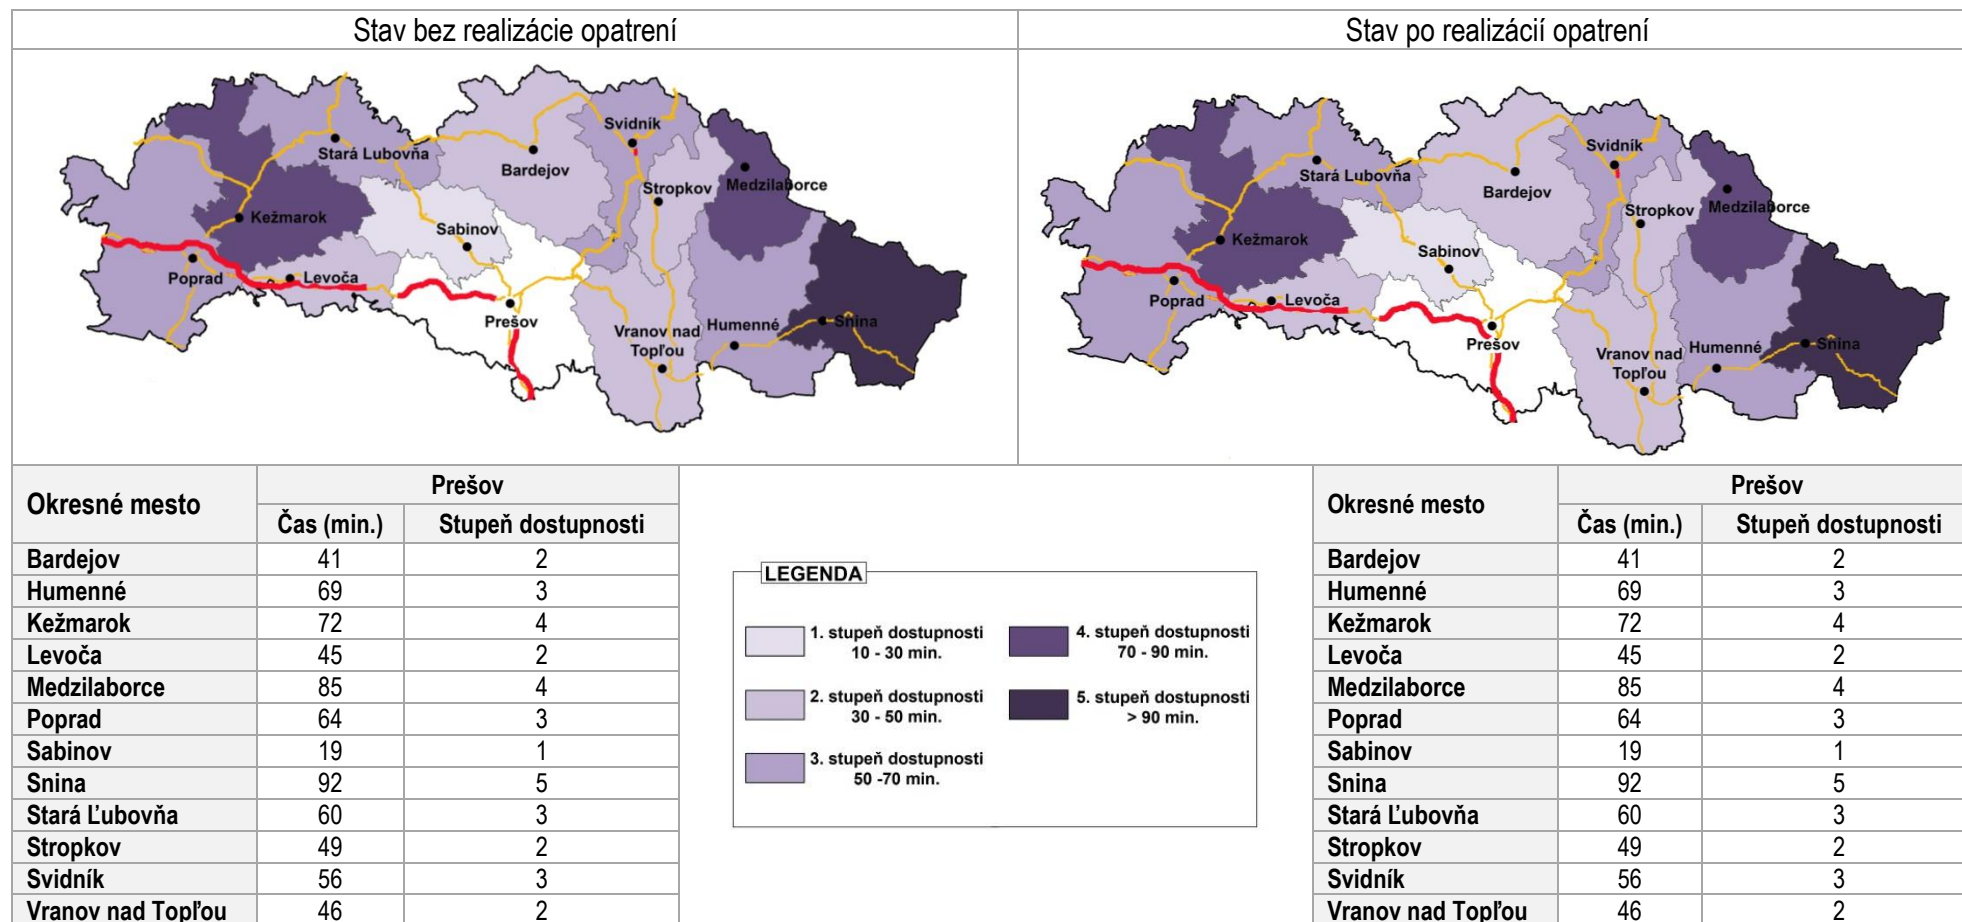 Stav bez realizácie opatrení
Stav po realizácií opatrení
Svidník
Stará Lubovňa
Bardejov
Stropkov
Medzilaborce
Kežmarok
Sabinov
Poprad
Levoča
Prešov
Vranov nad
Topľou
Humenné
Snina
Svidník
Stará Lubovňa
Bardejov
Stropkov
Medzilaborce
Kežmarok
Sabinov
Poprad
Levoča
Prešov
Vranov nad
Topľou
Humenné
Snina
Okresné mesto Prešov
Čas (min.) Stupeň dostupnosti
Bardejov 41 2
Humenné 69 3
Kežmarok 72 4
Levoča 45 2
Medzilaborce 85 4
Poprad 64 3
Sabinov 19 1
Snina 92 5
Stará Ľubovňa 60 3
Stropkov 49 2
Svidník 56 3
Vranov nad Topľou 46 2
LEGENDA
1. stupeň dostupnosti
10 - 30 min.
2. stupeň dostupnosti
30 - 50 min.
3. stupeň dostupnosti
50 -70 min.
4. stupeň dostupnosti
70 - 90 min.
5. stupeň dostupnosti
> 90 min.
Okresné mesto Prešov
Čas (min.) Stupeň dostupnosti
Bardejov 41 2
Humenné 69 3
Kežmarok 72 4
Levoča 45 2
Medzilaborce 85 4
Poprad 64 3
Sabinov 19 1
Snina 92 5
Stará Ľubovňa 60 3
Stropkov 49 2
Svidník 56 3
Vranov nad Topľou 46 2